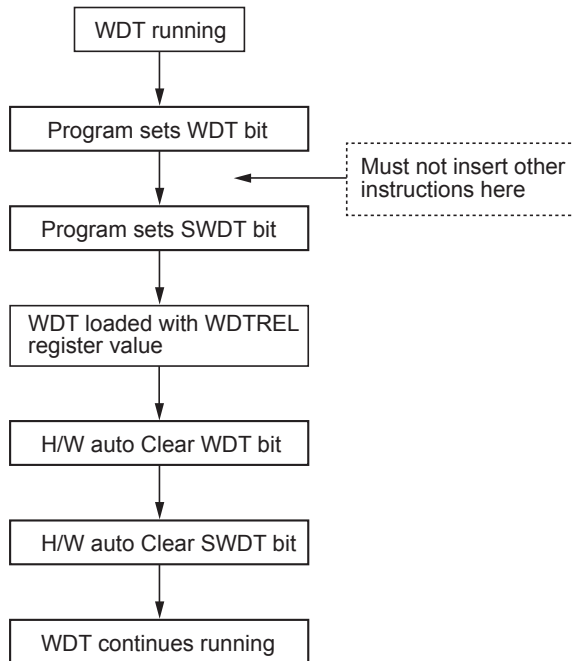 WDT running
Program sets WDT bit
Must not insert other
instructions here
Program sets SWDT bit
WDT loaded with WDTREL
register value
H/W auto Clear WDT bit
H/W auto Clear SWDT bit
WDT continues running